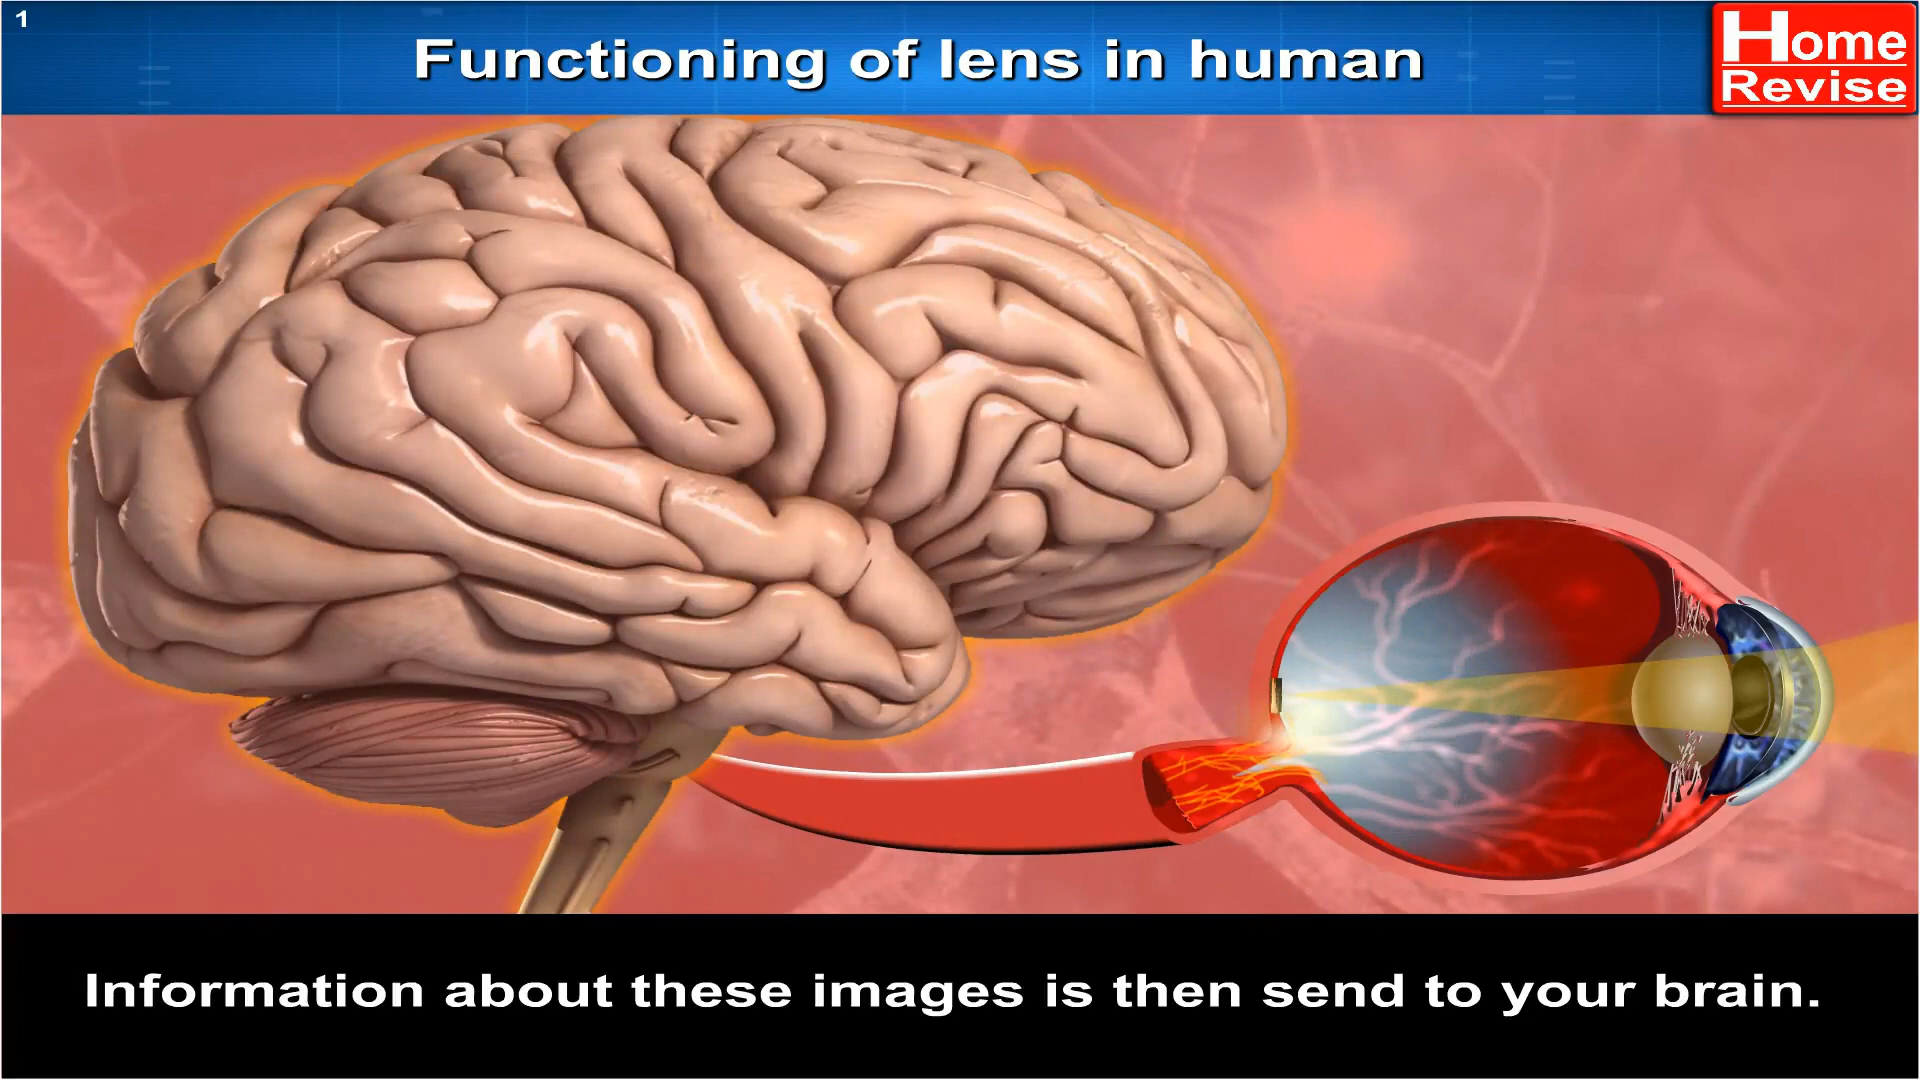 1
Functioning of lens in human
Home
Revise
Information about these images is then send to your brain.